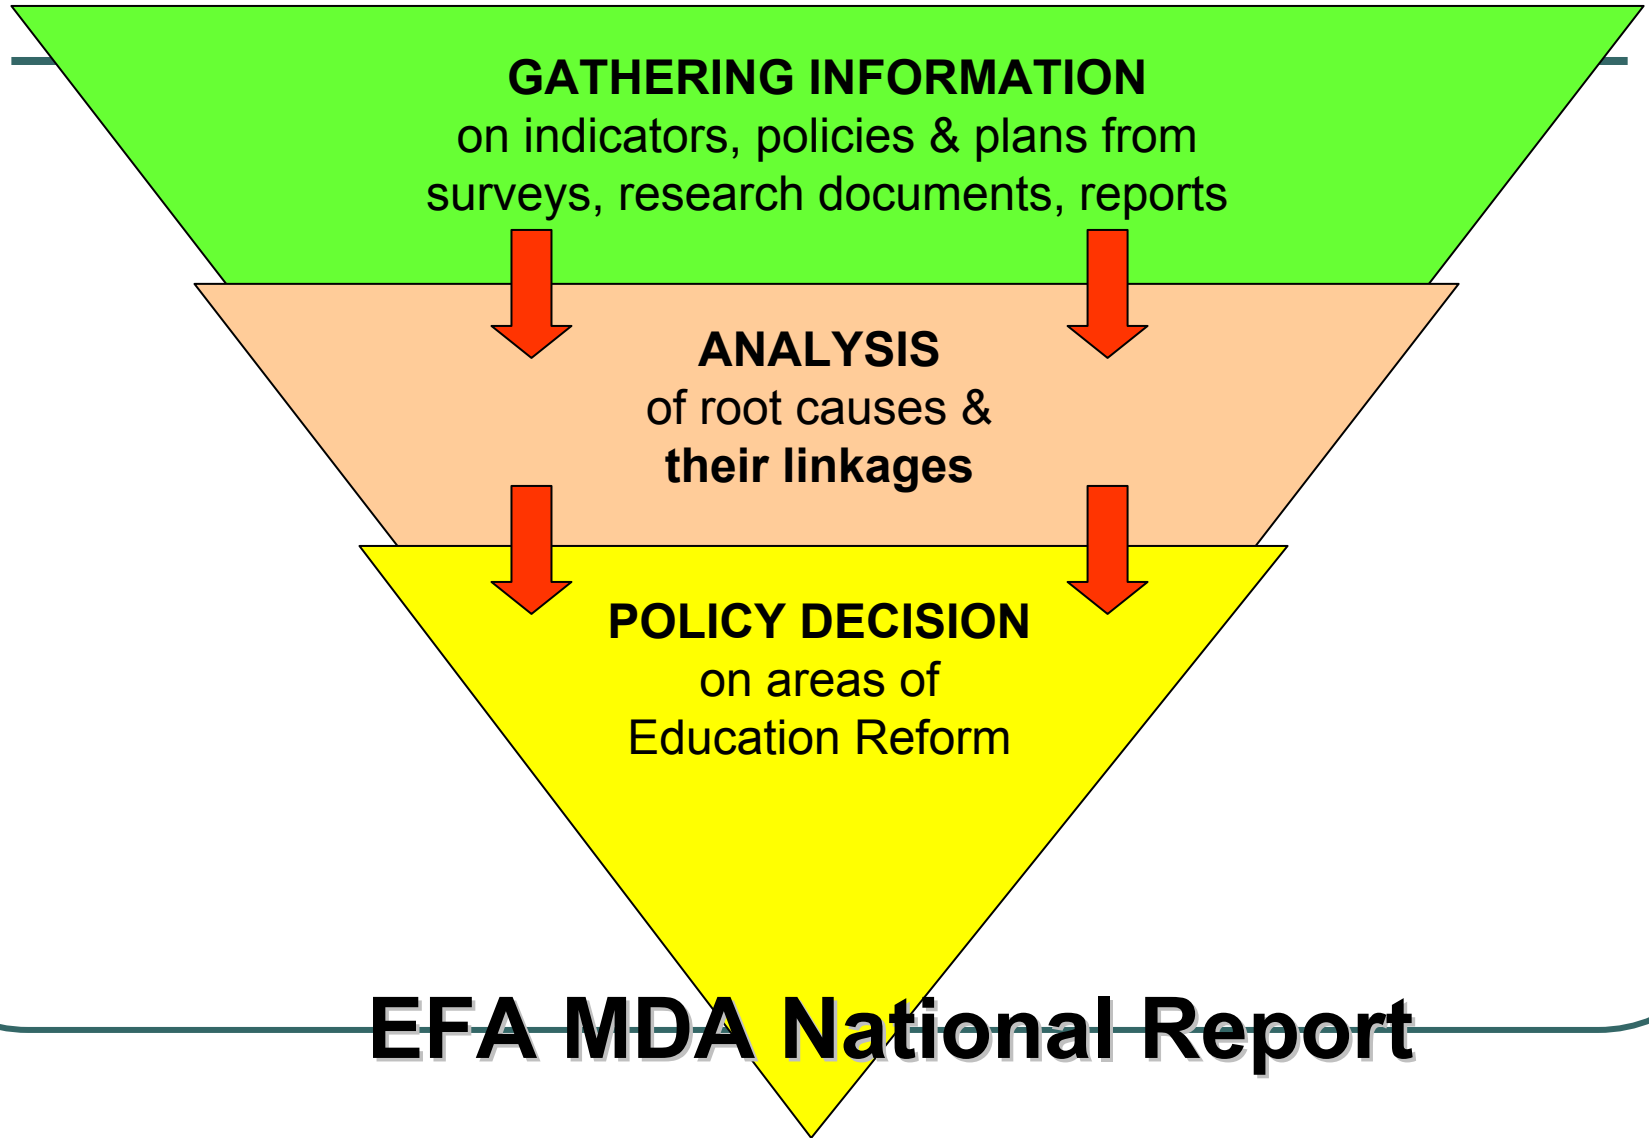 GATHERING INFORMATION
on indicators, policies & plans from
surveys, research documents, reports
ANALYSIS
of root causes &
their linkages
POLICY DECISION
on areas of
Education Reform
EFA MDA National Report